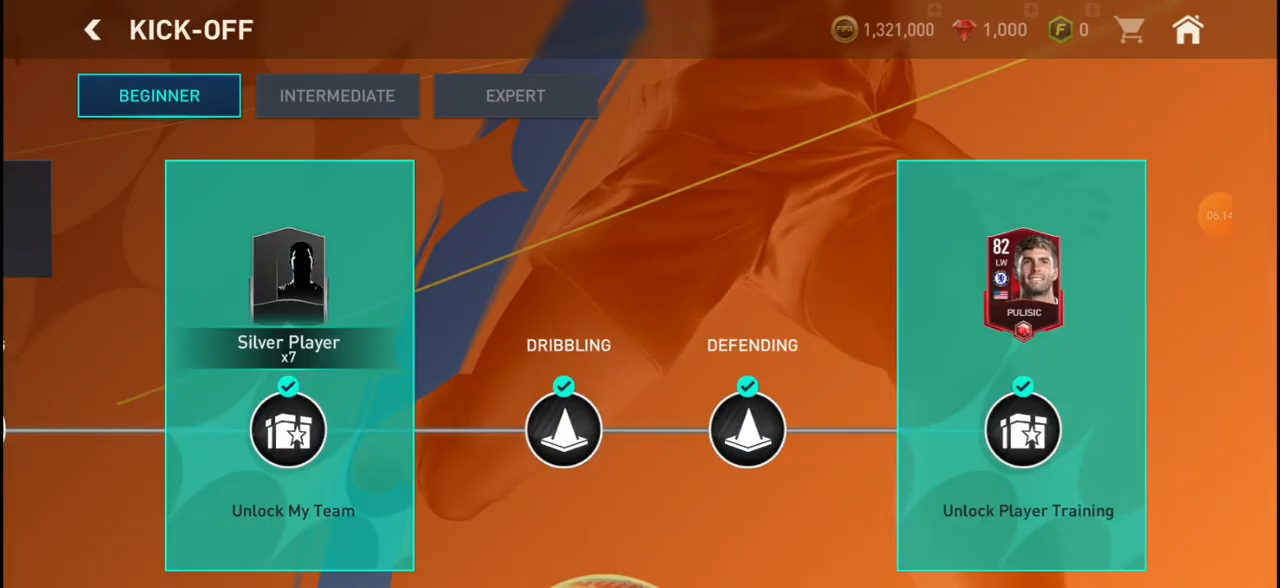 KICK-OFF
FIFA 1,321,000 1,000 F 0
BEGINNER INTERMEDIATE EXPERT
06:14
82
LW
PULISIC
Silver Player
x7
DRIBBLING
DEFENDING
Unlock My Team
Unlock Player Training